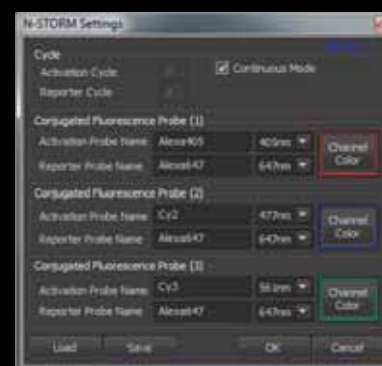 N-STORM Settings
Cycle
Activation Cycle
Continuous Mode
Reporter Cycle
Conjugated Fluorescence Probe (1)
Activation Probe Name Alexa405 405nm
Channel Color
Reporter Probe Name Alexa647 647nm
Conjugated Fluorescence Probe (2)
Activation Probe Name Cy2 477nm
Channel Color
Reporter Probe Name Alexa647 647nm
Conjugated Fluorescence Probe (3)
Activation Probe Name Cy3 561nm
Channel Color
Reporter Probe Name Alexa647 647nm
Load Save OK Cancel